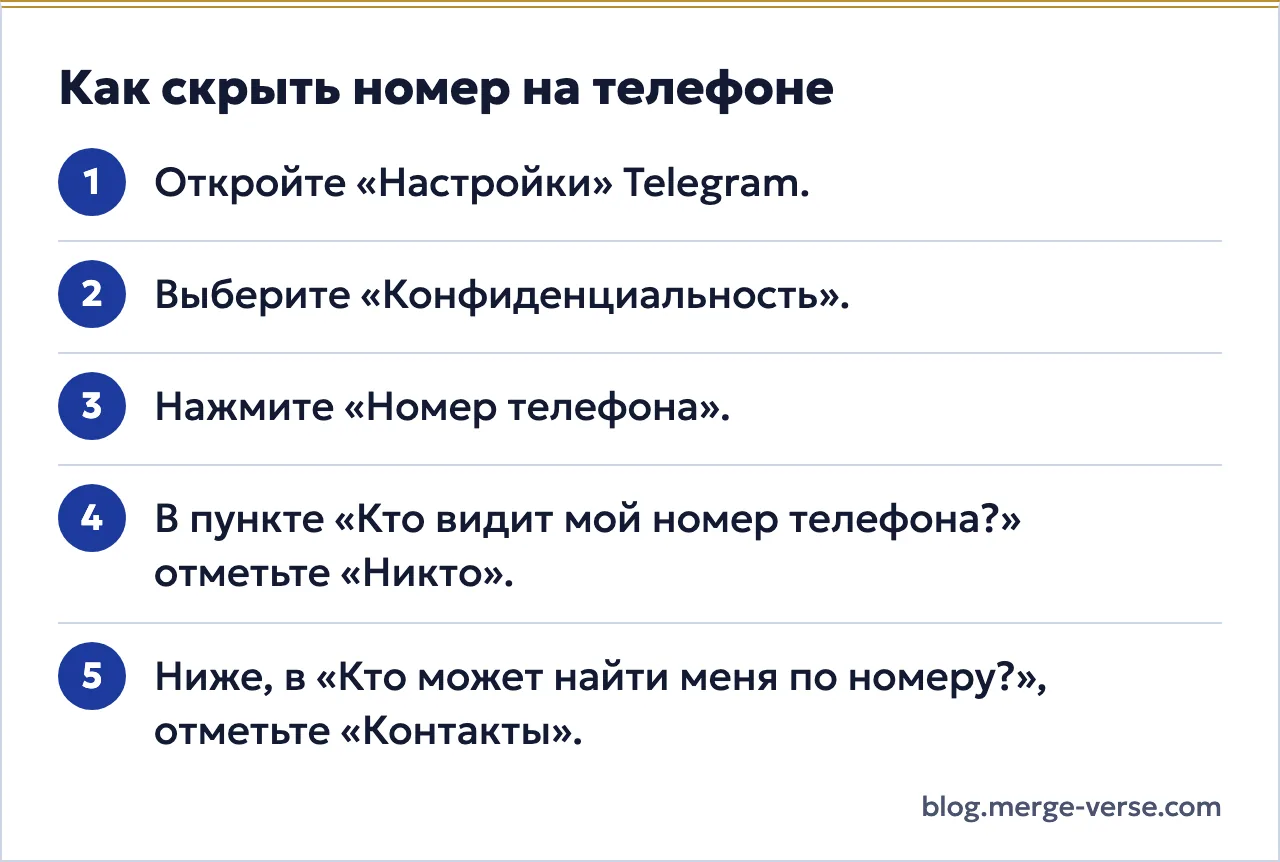 Как скрыть номер на телефоне
1 Откройте «Настройки» Telegram.
2 Выберите «Конфиденциальность».
3 Нажмите «Номер телефона».
4 В пункте «Кто видит мой номер телефона?»
отметьте «Никто».
5 Ниже, в «Кто может найти меня по номеру?»,
отметьте «Контакты».
blog.merge-verse.com